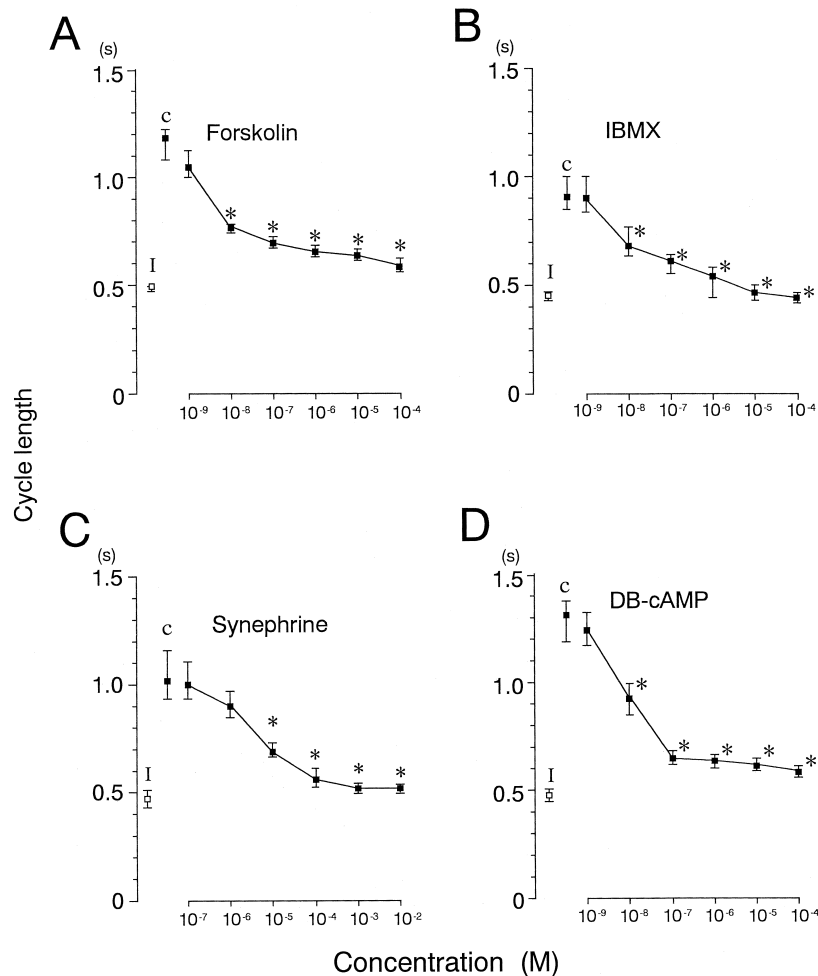 A
(s)
1.5
c
Forskolin
1.0
*
*
*
*
*
I
0.5
0
10-9 10-8 10-7 10-6 10-5 10-4
B
(s)
1.5
IBMX
c
1.0
*
*
*
*
*
I
0.5
0
10-9 10-8 10-7 10-6 10-5 10-4
Cycle length
C
(s)
1.5
c
Synephrine
1.0
*
*
*
*
I
0.5
0
10-7 10-6 10-5 10-4 10-3 10-2
D
(s)
1.5
c
DB-cAMP
1.0
*
*
*
*
*
I
0.5
0
10-9 10-8 10-7 10-6 10-5 10-4
Concentration (M)